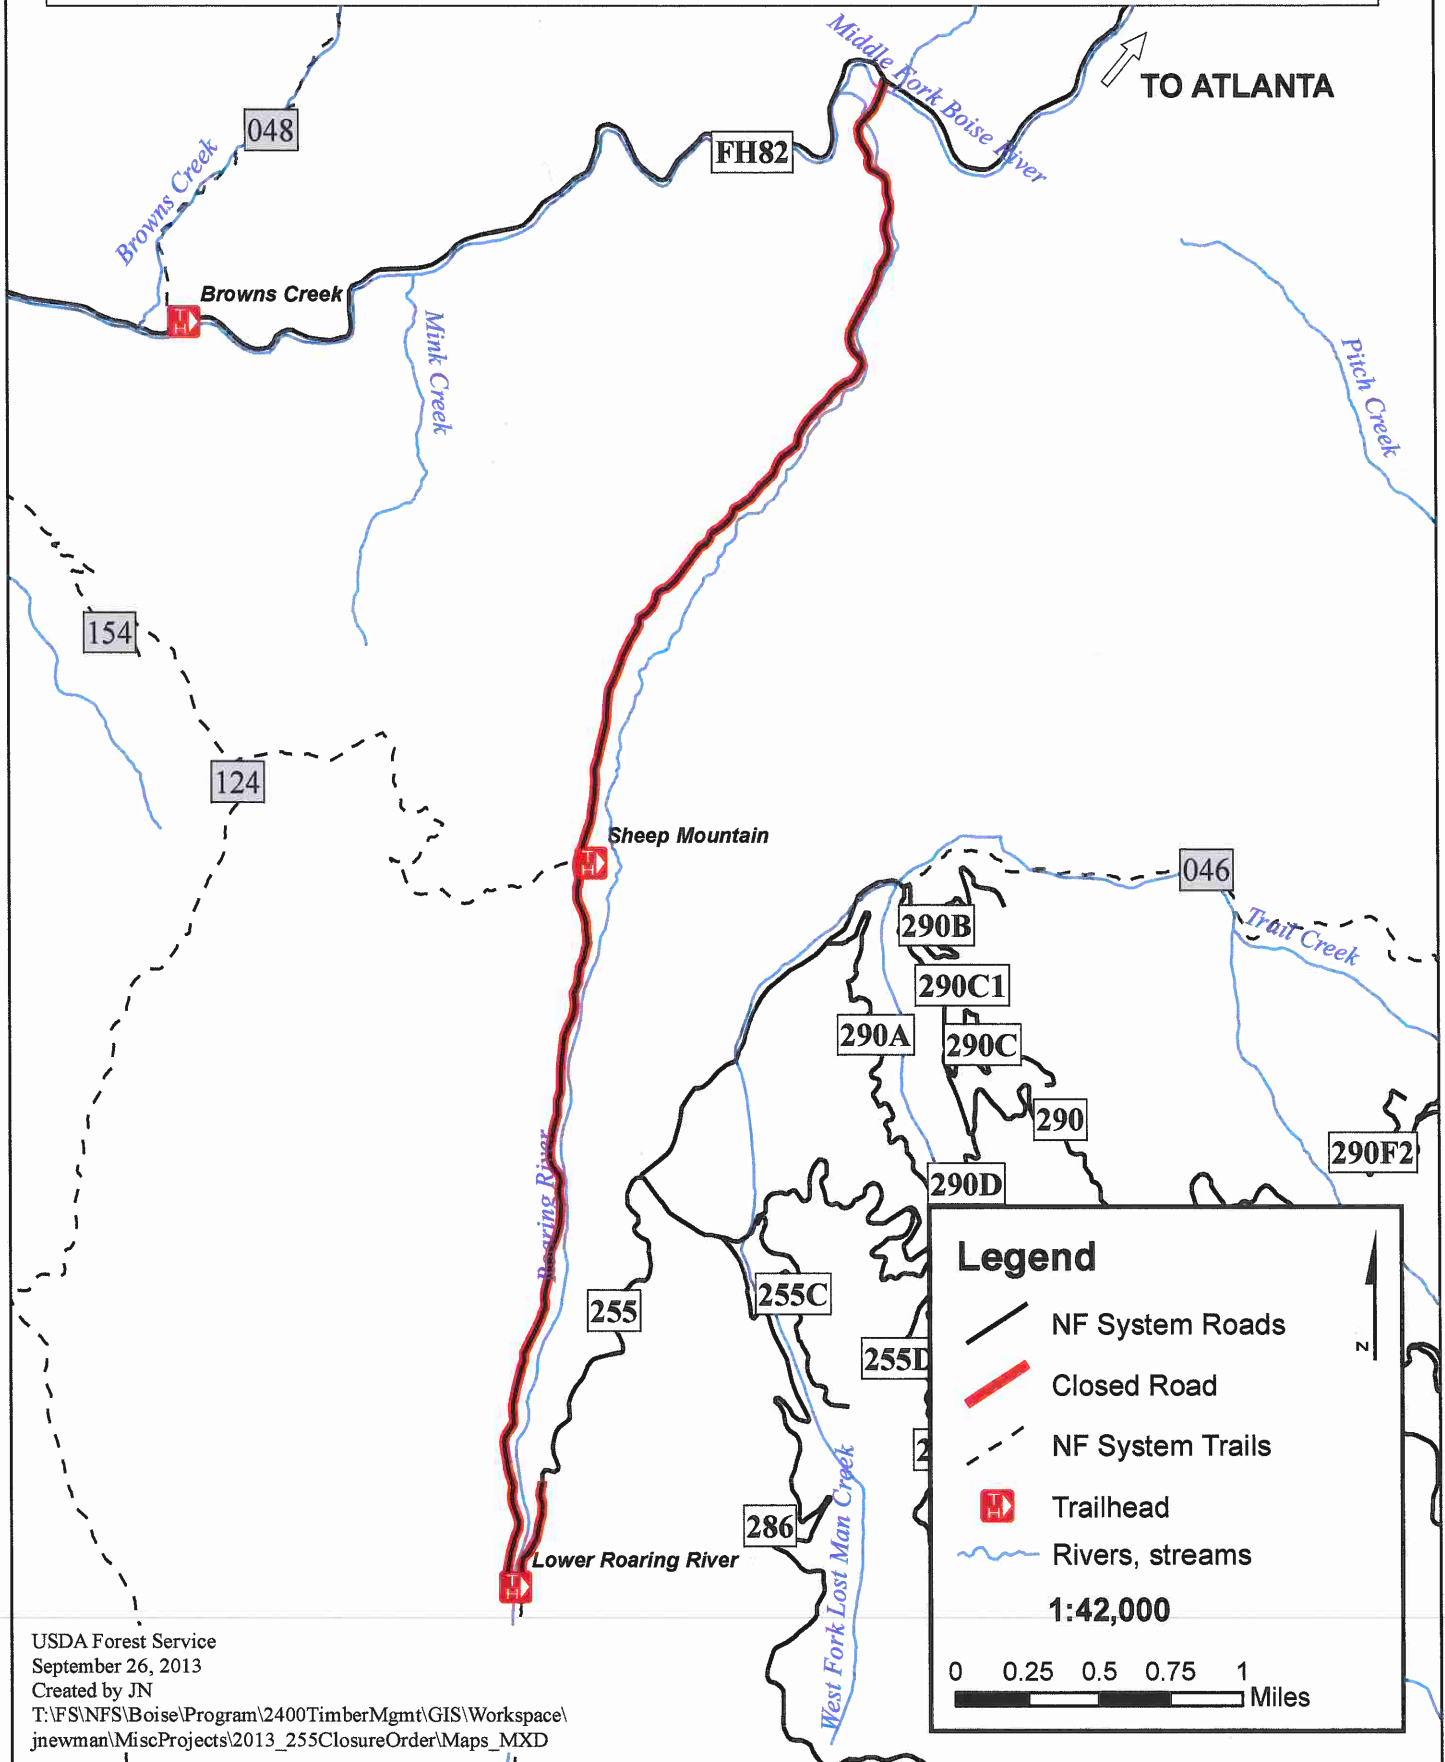 Middle Fork Boise River
TO ATLANTA
048
FH82
Browns Creek
Browns Creek
Mink Creek
Pitch Creek
154
124
Sheep Mountain
046
290B
Trail Creek
290C1
290A
290C
290
290F2
290D
Roaring River
255
255C
255D
2
286
Lower Roaring River
West Fork Lost Man Creek
Legend
NF System Roads
Closed Road
NF System Trails
TH
Trailhead
Rivers, streams
1:42,000
0 0.25 0.5 0.75 1
Miles
N
USDA Forest Service
September 26, 2013
Created by JN
T:\FS\NFS\Boise\Program\2400TimberMgmt\GIS\Workspace\
jnewman\MiscProjects\2013_255ClosureOrder\Maps_MXD